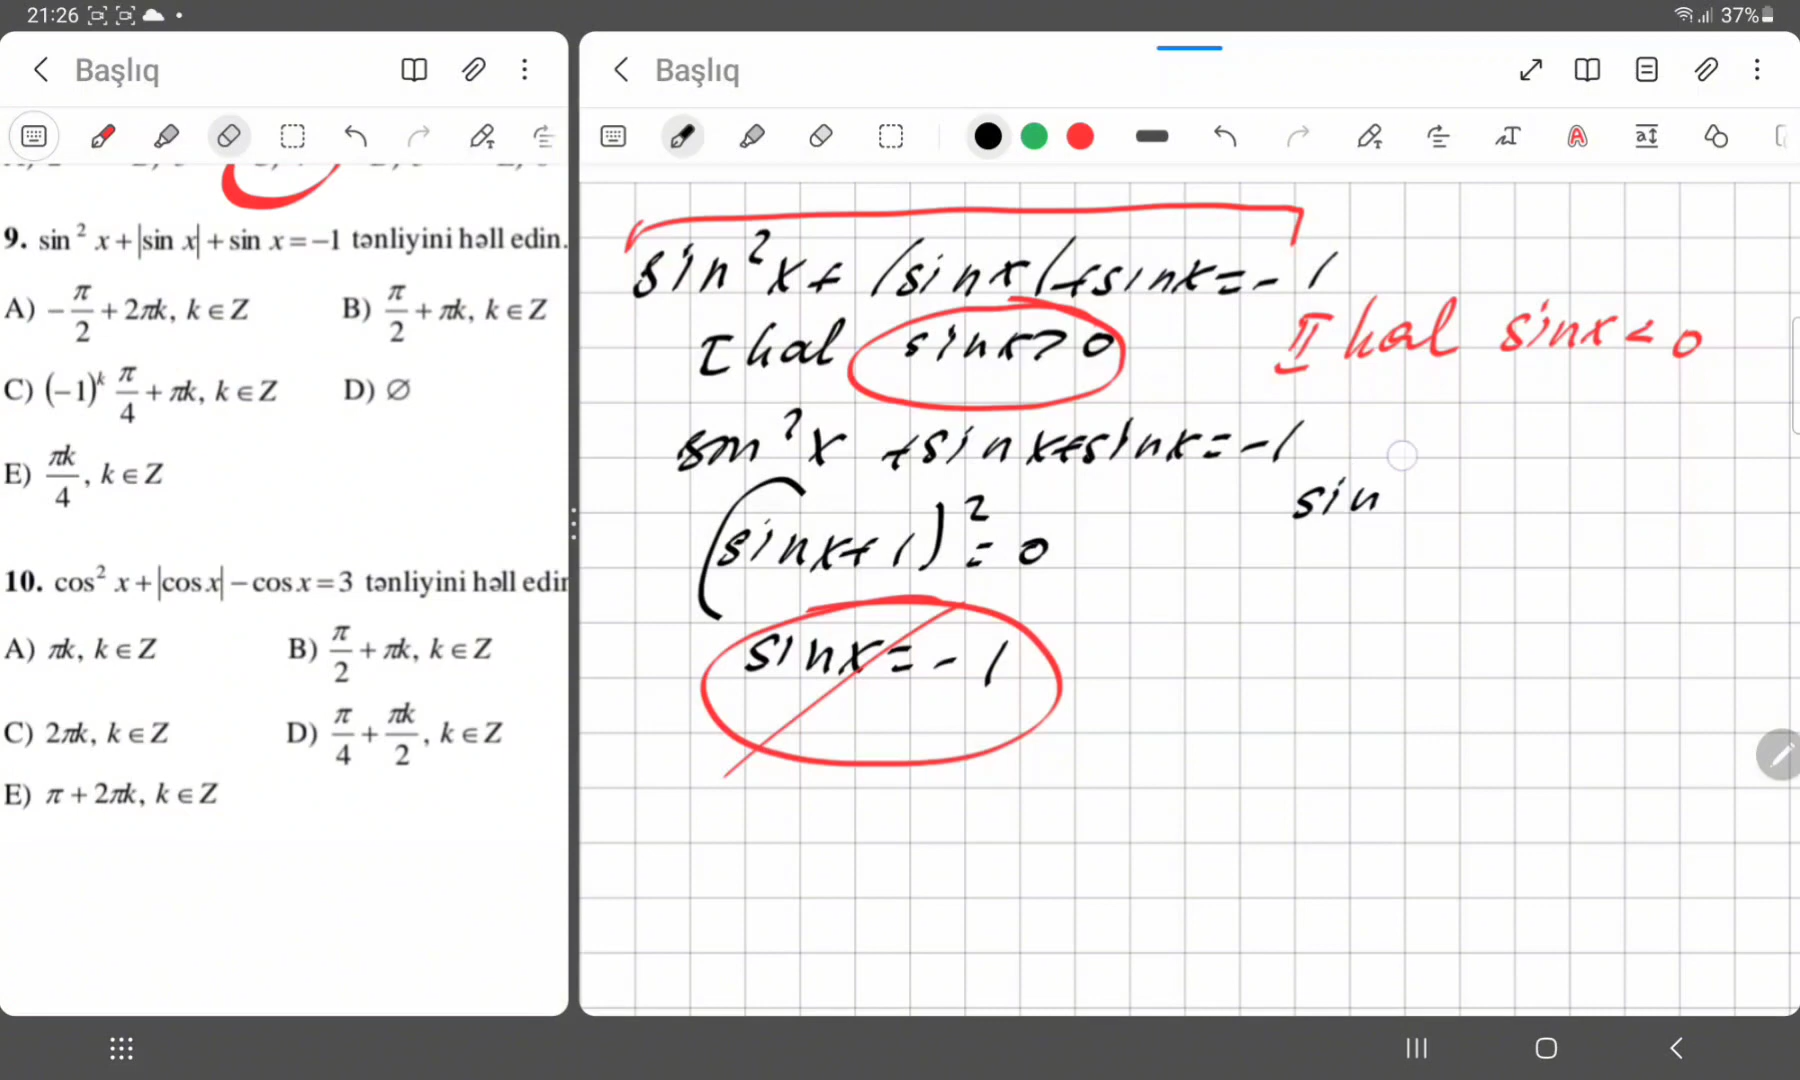 21:26
37%
Başlıq
9. sin² x+|sin x|+sin x=−1 tənliyini həll edin.
A) −π/2 + 2πk, k∈Z B) π/2 + πk, k∈Z
C) (−1)ᵏ π/4 + πk, k∈Z D) ∅
E) πk/4, k∈Z
10. cos² x+|cos x|−cos x=3 tənliyini həll edin
A) πk, k∈Z B) π/2 + πk, k∈Z
C) 2πk, k∈Z D) π/4 + πk/2, k∈Z
E) π + 2πk, k∈Z
Başlıq
sin²x+|sinx|+sinx=-1
I hal sinx>0 II hal sinx<0
sin²x +sinx+sinx=-1
sin
(sinx+1)²=0
sinx=-1